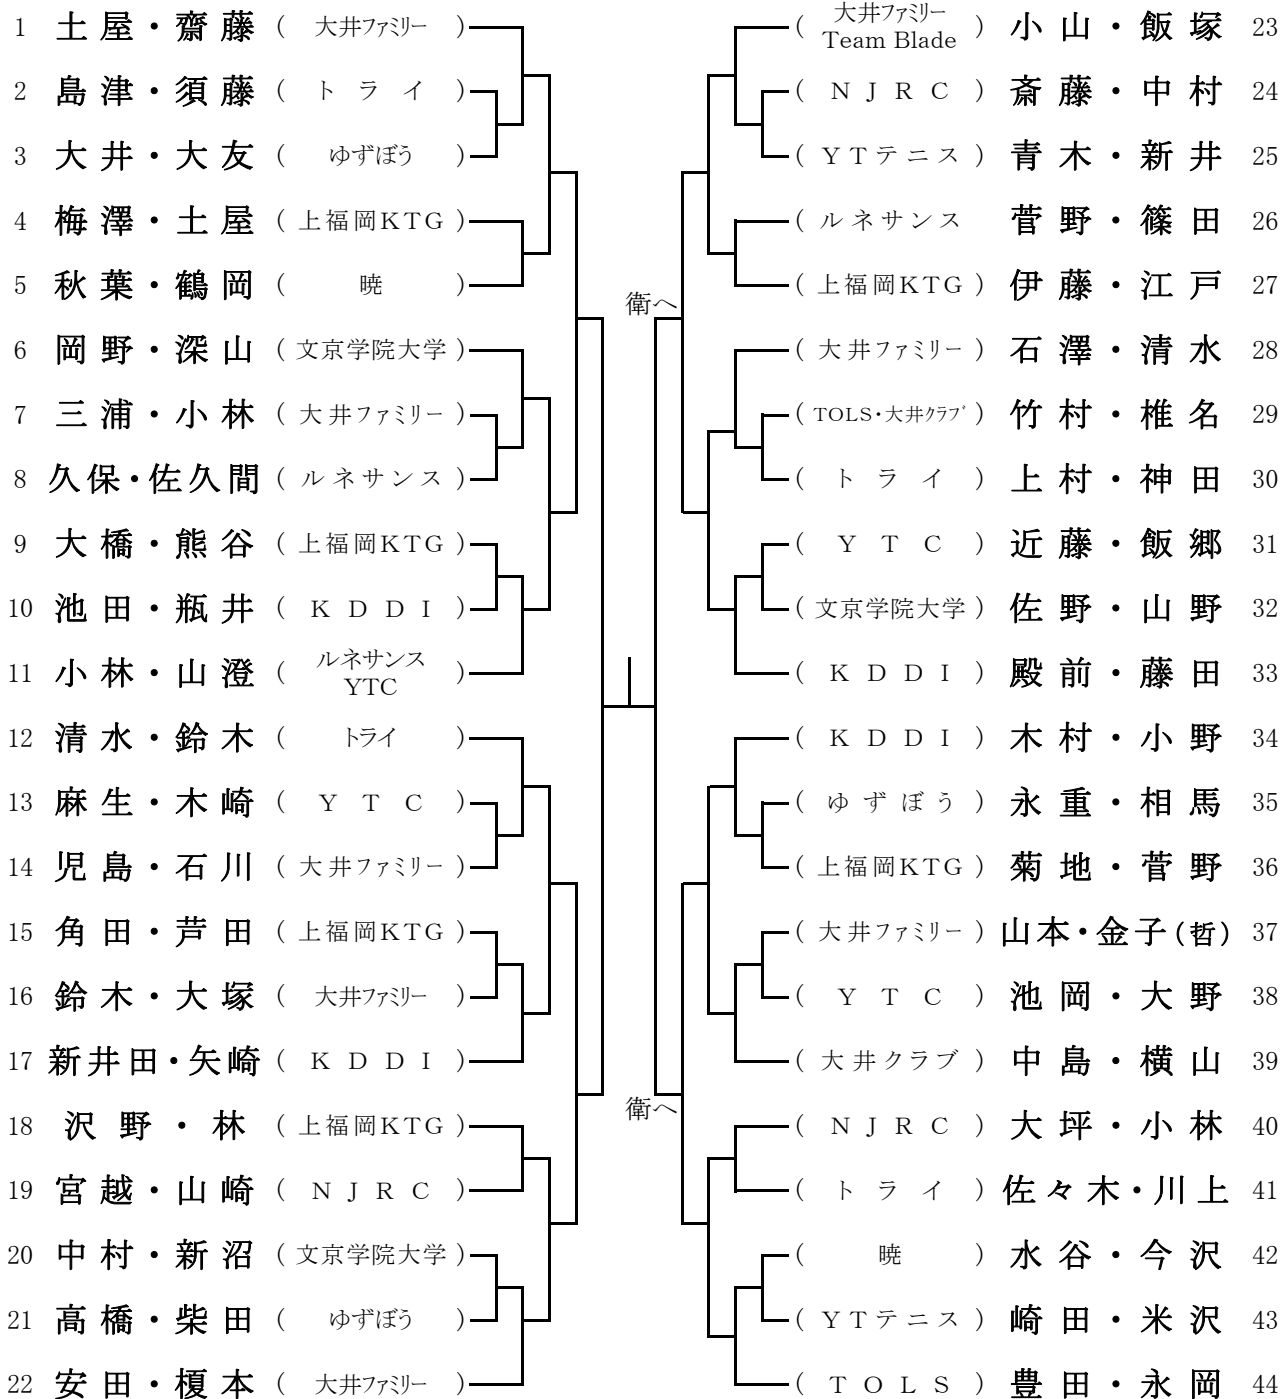 1 土屋・齋藤 ( 大井ファミリー )
2 島津・須藤 ( トライ )
3 大井・大友 ( ゆずぼう )
4 梅澤・土屋 ( 上福岡KTG )
5 秋葉・鶴岡 ( 暁 )
6 岡野・深山 ( 文京学院大学 )
7 三浦・小林 ( 大井ファミリー )
8 久保・佐久間 ( ルネサンス )
9 大橋・熊谷 ( 上福岡KTG )
10 池田・瓶井 ( KDDI )
11 小林・山澄 ( ルネサンス
YTC )
12 清水・鈴木 ( トライ )
13 麻生・木崎 ( YTC )
14 児島・石川 ( 大井ファミリー )
15 角田・芦田 ( 上福岡KTG )
16 鈴木・大塚 ( 大井ファミリー )
17 新井田・矢崎 ( KDDI )
18 沢野・林 ( 上福岡KTG )
19 宮越・山崎 ( NJRC )
20 中村・新沼 ( 文京学院大学 )
21 高橋・柴田 ( ゆずぼう )
22 安田・榎本 ( 大井ファミリー )
衛へ
衛へ
( 大井ファミリー
Team Blade ) 小山・飯塚 23
( NJRC ) 斎藤・中村 24
( YTテニス ) 青木・新井 25
( ルネサンス 菅野・篠田 26
( 上福岡KTG ) 伊藤・江戸 27
( 大井ファミリー ) 石澤・清水 28
( TOLS・大井ｸﾗﾌﾞ ) 竹村・椎名 29
( トライ ) 上村・神田 30
( YTC ) 近藤・飯郷 31
( 文京学院大学 ) 佐野・山野 32
( KDDI ) 殿前・藤田 33
( KDDI ) 木村・小野 34
( ゆずぼう ) 永重・相馬 35
( 上福岡KTG ) 菊地・菅野 36
( 大井ファミリー ) 山本・金子(哲) 37
( YTC ) 池岡・大野 38
( 大井クラブ ) 中島・横山 39
( NJRC ) 大坪・小林 40
( トライ ) 佐々木・川上 41
( 暁 ) 水谷・今沢 42
( YTテニス ) 崎田・米沢 43
( TOLS ) 豊田・永岡 44